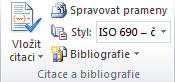 Vložit
citaci
Spravovat prameny
Styl: ISO 690 – č
Bibliografie
Citace a bibliografie